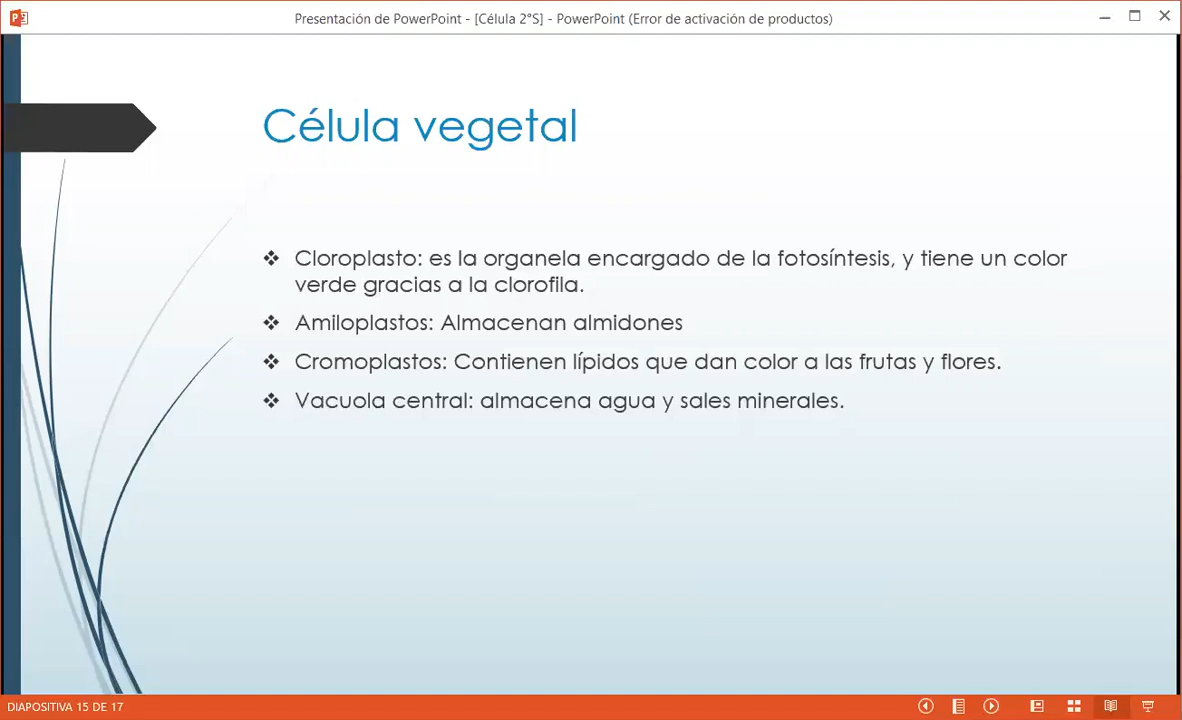 Presentación de PowerPoint - [Célula 2°S] - PowerPoint (Error de activación de productos)
Célula vegetal
❖ Cloroplasto: es la organela encargado de la fotosíntesis, y tiene un color
verde gracias a la clorofila.
❖ Amiloplastos: Almacenan almidones
❖ Cromoplastos: Contienen lípidos que dan color a las frutas y flores.
❖ Vacuola central: almacena agua y sales minerales.
DIAPOSITIVA 15 DE 17